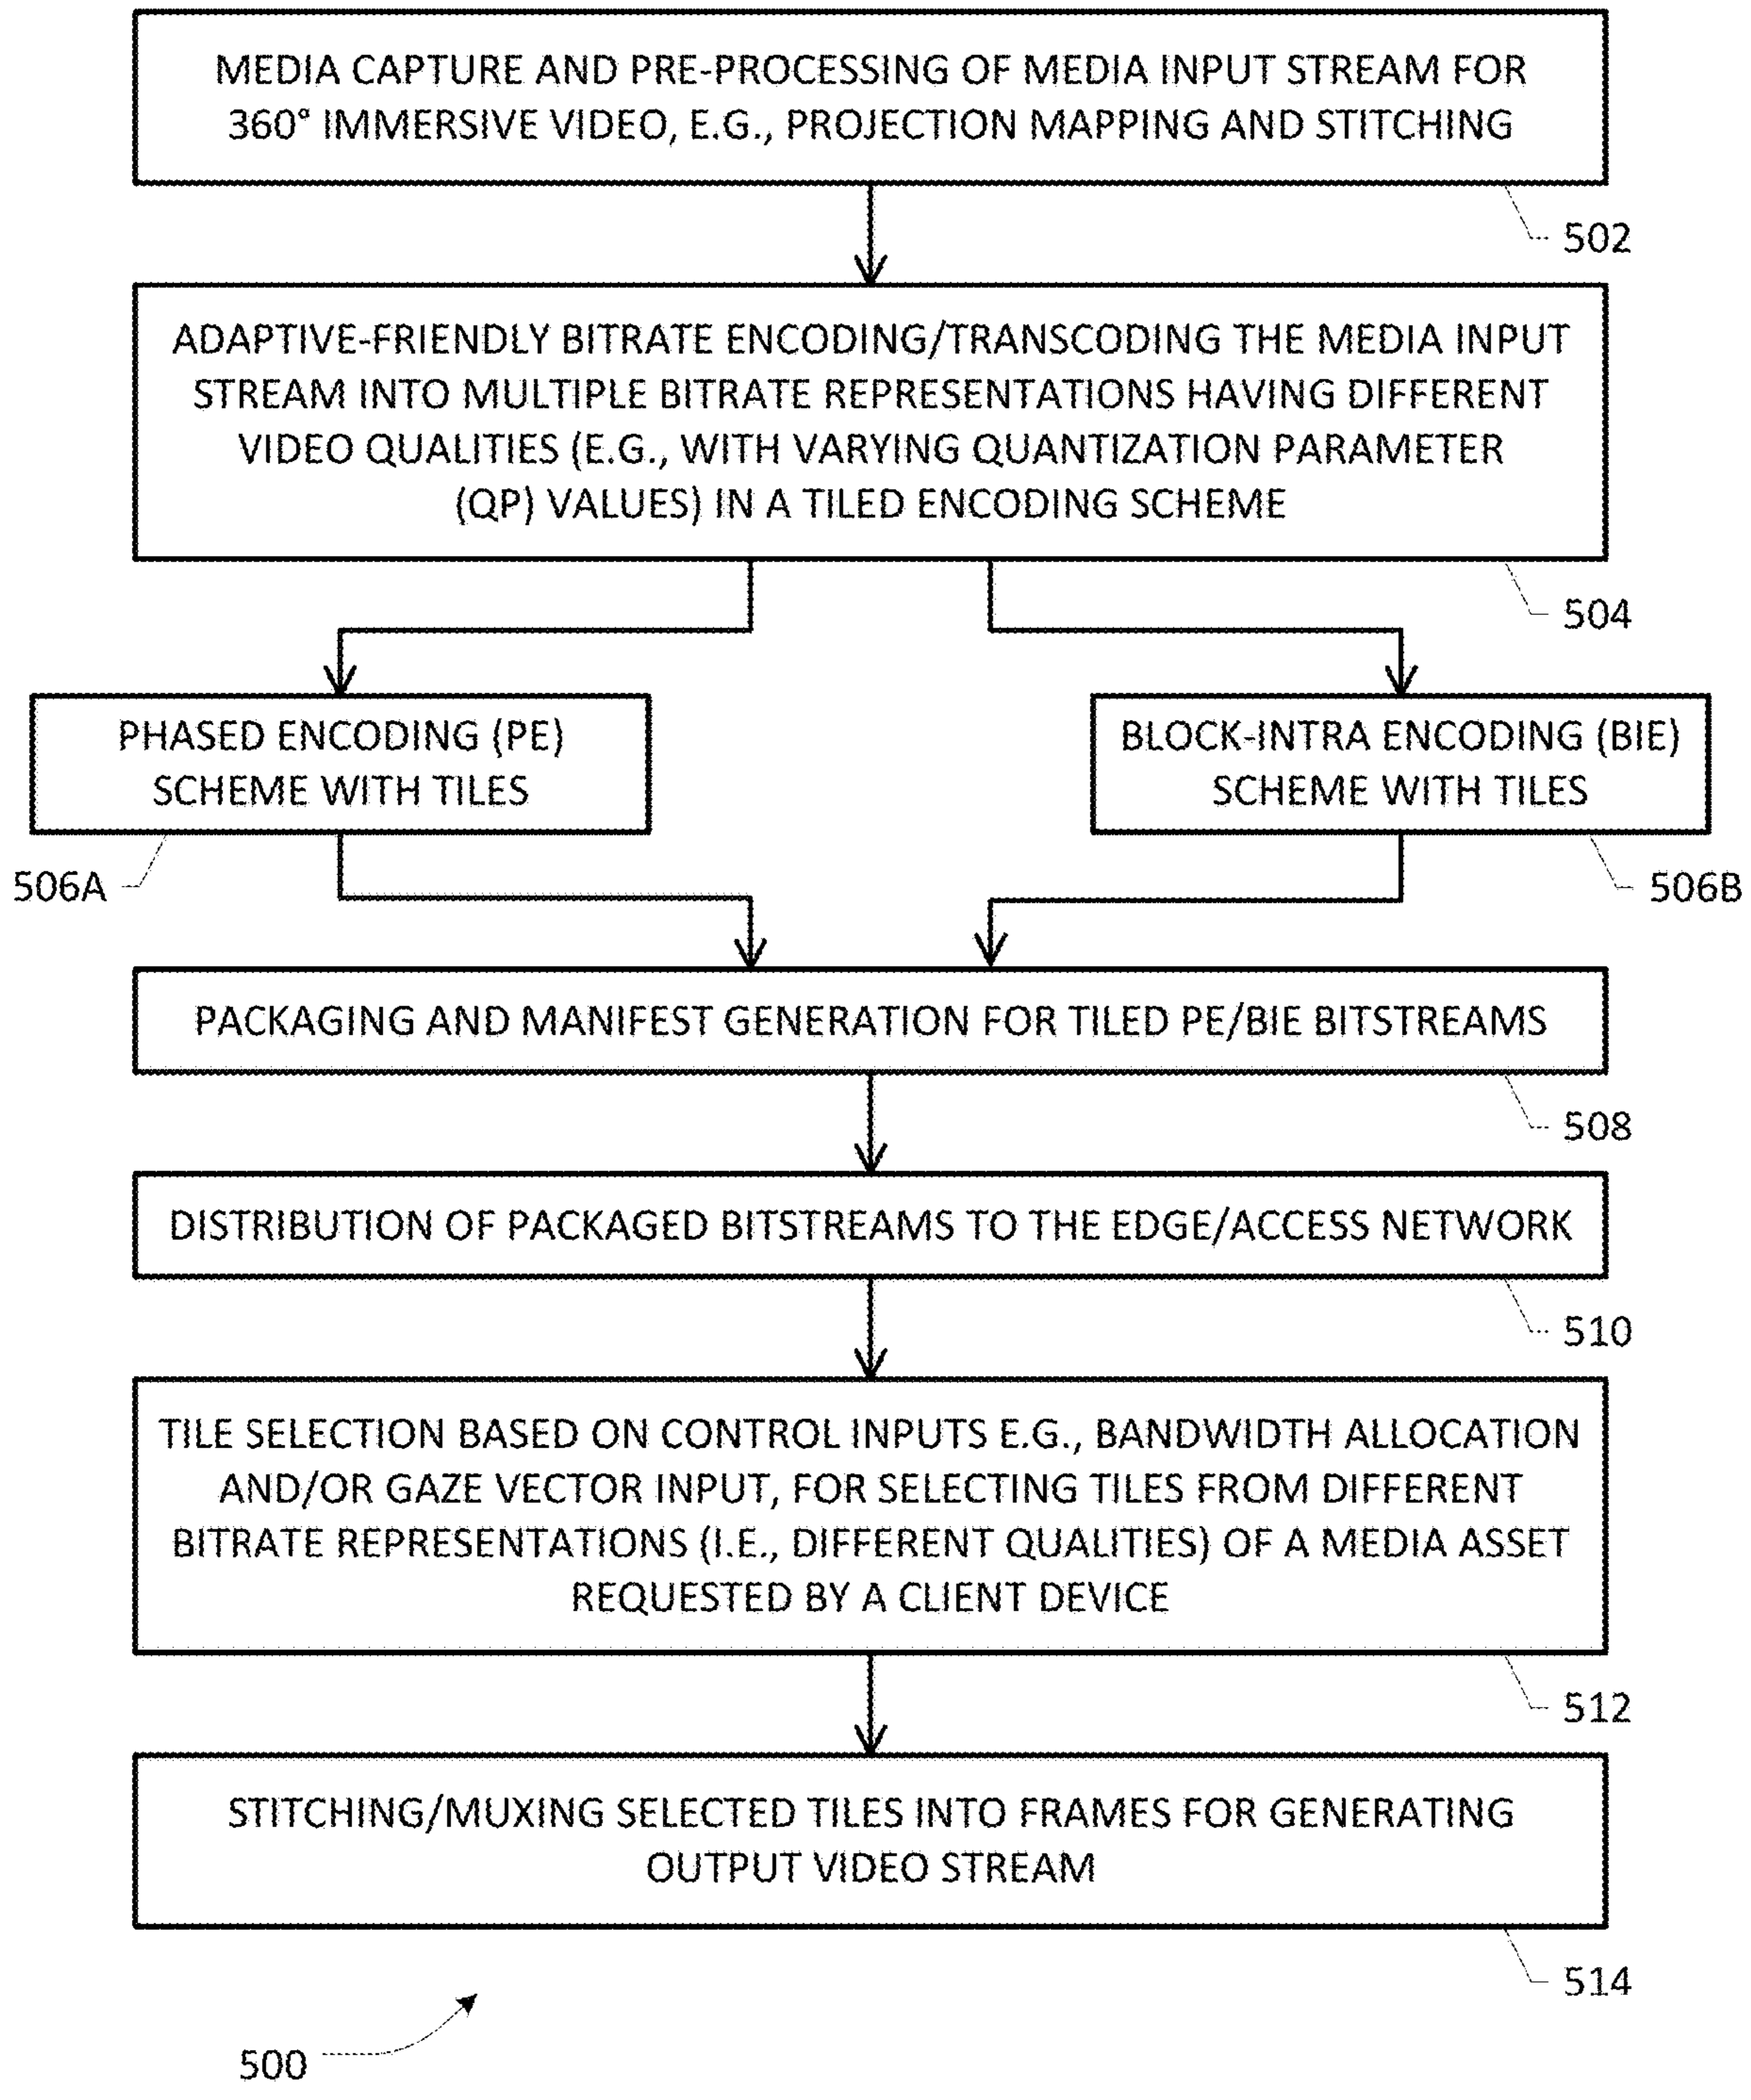 MEDIA CAPTURE AND PRE-PROCESSING OF MEDIA INPUT STREAM FOR
360° IMMERSIVE VIDEO, E.G., PROJECTION MAPPING AND STITCHING
502
ADAPTIVE-FRIENDLY BITRATE ENCODING/TRANSCODING THE MEDIA INPUT
STREAM INTO MULTIPLE BITRATE REPRESENTATIONS HAVING DIFFERENT
VIDEO QUALITIES (E.G., WITH VARYING QUANTIZATION PARAMETER
(QP) VALUES) IN A TILED ENCODING SCHEME
504
PHASED ENCODING (PE)
SCHEME WITH TILES
506A
BLOCK-INTRA ENCODING (BIE)
SCHEME WITH TILES
506B
PACKAGING AND MANIFEST GENERATION FOR TILED PE/BIE BITSTREAMS
508
DISTRIBUTION OF PACKAGED BITSTREAMS TO THE EDGE/ACCESS NETWORK
510
TILE SELECTION BASED ON CONTROL INPUTS E.G., BANDWIDTH ALLOCATION
AND/OR GAZE VECTOR INPUT, FOR SELECTING TILES FROM DIFFERENT
BITRATE REPRESENTATIONS (I.E., DIFFERENT QUALITIES) OF A MEDIA ASSET
REQUESTED BY A CLIENT DEVICE
512
STITCHING/MUXING SELECTED TILES INTO FRAMES FOR GENERATING
OUTPUT VIDEO STREAM
514
500